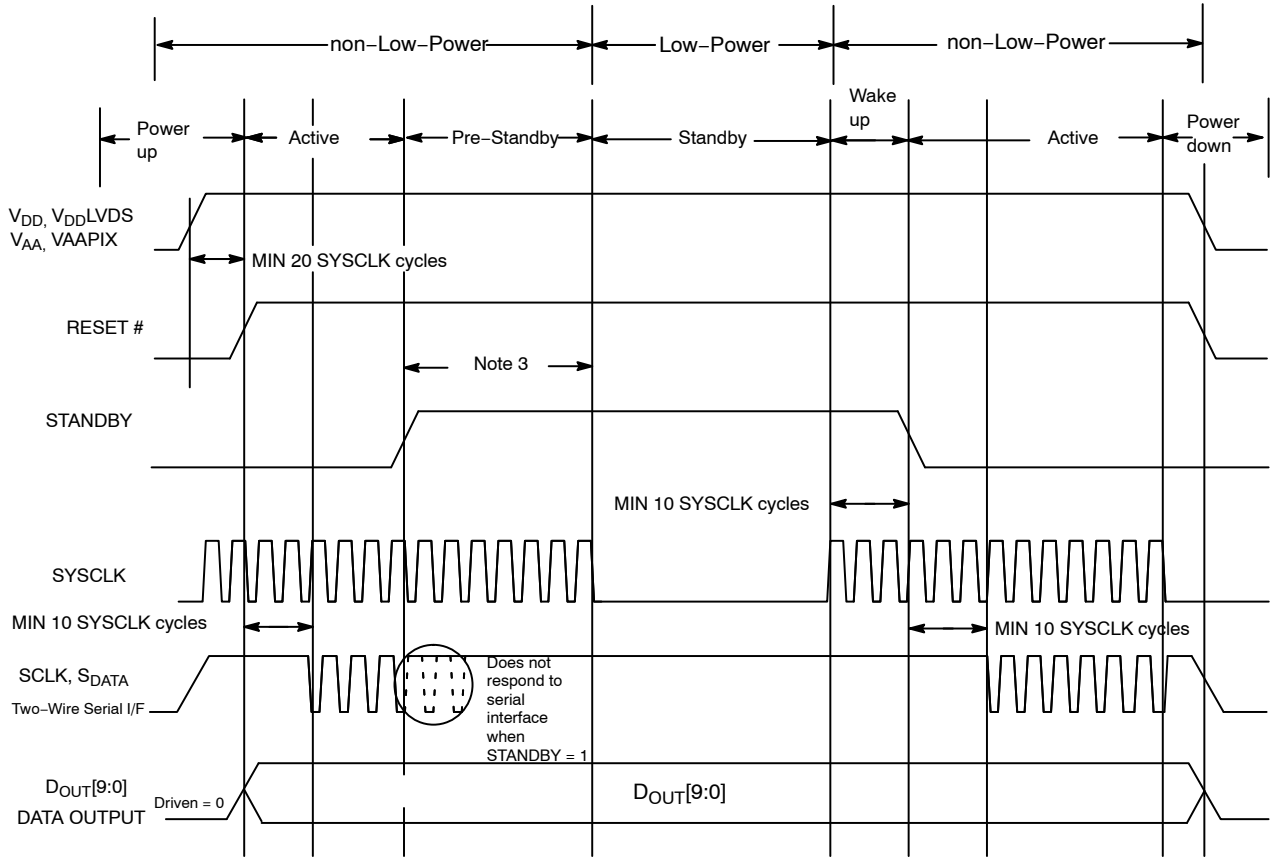 non−Low−Power
Low−Power
non−Low−Power
Power
up
Active
Pre−Standby
Standby
Wake
up
Active
Power
down
VDD, VDDLVDS
VAA, VAAPIX
MIN 20 SYSCLK cycles
RESET #
Note 3
STANDBY
MIN 10 SYSCLK cycles
SYSCLK
MIN 10 SYSCLK cycles
MIN 10 SYSCLK cycles
SCLK, SDATA
Two−Wire Serial I/F
Does not
respond to
serial
interface
when
STANDBY = 1
DOUT[9:0]
DATA OUTPUT
Driven = 0
DOUT[9:0]